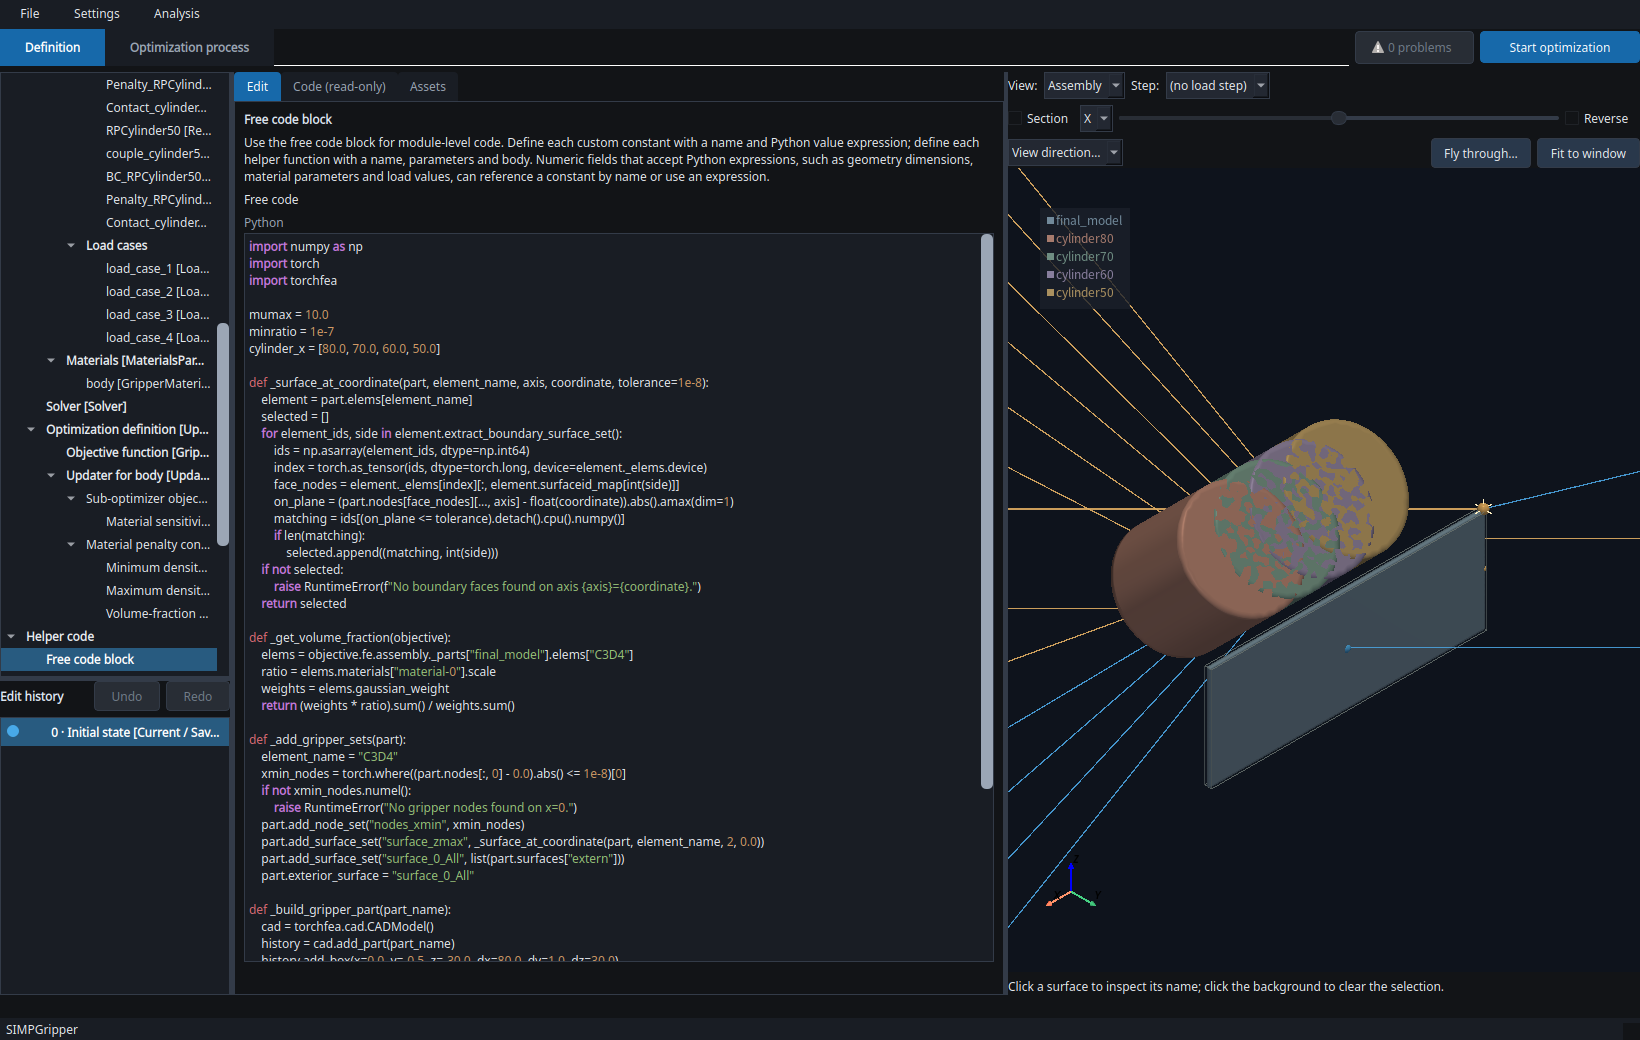 File
Settings
Analysis
Definition
Optimization process
0 problems
Start optimization
Penalty_RPCylind...
Contact_cylinder...
RPCylinder50 [Re...
couple_cylinder5...
BC_RPCylinder50...
Penalty_RPCylind...
Contact_cylinder...
Load cases
load_case_1 [Loa...
load_case_2 [Loa...
load_case_3 [Loa...
load_case_4 [Loa...
Materials [MaterialsPar...
body [GripperMateri...
Solver [Solver]
Optimization definition [Up...
Objective function [Grip...
Updater for body [Upda...
Sub-optimizer objec...
Material sensitivi...
Material penalty con...
Minimum densit...
Maximum densit...
Volume-fraction ...
Helper code
Free code block
Edit history
Undo
Redo
0 · Initial state [Current / Sav...
Edit
Code (read-only)
Assets
Free code block
Use the free code block for module-level code. Define each custom constant with a name and Python value expression; define each
helper function with a name, parameters and body. Numeric fields that accept Python expressions, such as geometry dimensions,
material parameters and load values, can reference a constant by name or use an expression.
Free code
Python
import numpy as np
import torch
import torchfea
mumax = 10.0
minratio = 1e-7
cylinder_x = [80.0, 70.0, 60.0, 50.0]
def _surface_at_coordinate(part, element_name, axis, coordinate, tolerance=1e-8):
element = part.elems[element_name]
selected = []
for element_ids, side in element.extract_boundary_surface_set():
ids = np.asarray(element_ids, dtype=np.int64)
index = torch.as_tensor(ids, dtype=torch.long, device=element._elems.device)
face_nodes = element._elems[index][:, element.surfaceid_map[int(side)]]
on_plane = (part.nodes[face_nodes][..., axis] - float(coordinate)).abs().amax(dim=1)
matching = ids[(on_plane <= tolerance).detach().cpu().numpy()]
if len(matching):
selected.append((matching, int(side)))
if not selected:
raise RuntimeError(f"No boundary faces found on axis {axis}={coordinate}.")
return selected
def _get_volume_fraction(objective):
elems = objective.fe.assembly._parts["final_model"].elems["C3D4"]
ratio = elems.materials["material-0"].scale
weights = elems.gaussian_weight
return (weights * ratio).sum() / weights.sum()
def _add_gripper_sets(part):
element_name = "C3D4"
xmin_nodes = torch.where((part.nodes[:, 0] - 0.0).abs() <= 1e-8)[0]
if not xmin_nodes.numel():
raise RuntimeError("No gripper nodes found on x=0.")
part.add_node_set("nodes_xmin", xmin_nodes)
part.add_surface_set("surface_zmax", _surface_at_coordinate(part, element_name, 2, 0.0))
part.add_surface_set("surface_0_All", list(part.surfaces["extern"]))
part.exterior_surface = "surface_0_All"
def _build_gripper_part(part_name):
cad = torchfea.cad.CADModel()
history = cad.add_part(part_name)
history.add_box(x=0.0, y=-0.5, z=-30.0, dx=80.0, dy=1.0, dz=30.0)
View:
Assembly
Step:
(no load step)
Section
X
Reverse
View direction...
Fly through...
Fit to window
final_model
cylinder80
cylinder70
cylinder60
cylinder50
Click a surface to inspect its name; click the background to clear the selection.
SIMPGripper